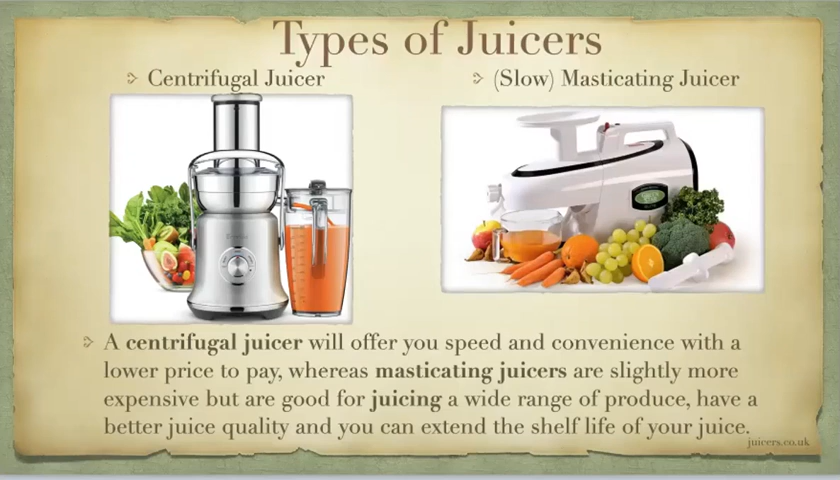 Types of Juicers
Centrifugal Juicer
(Slow) Masticating Juicer
A centrifugal juicer will offer you speed and convenience with a
lower price to pay, whereas masticating juicers are slightly more
expensive but are good for juicing a wide range of produce, have a
better juice quality and you can extend the shelf life of your juice.
juicers.co.uk